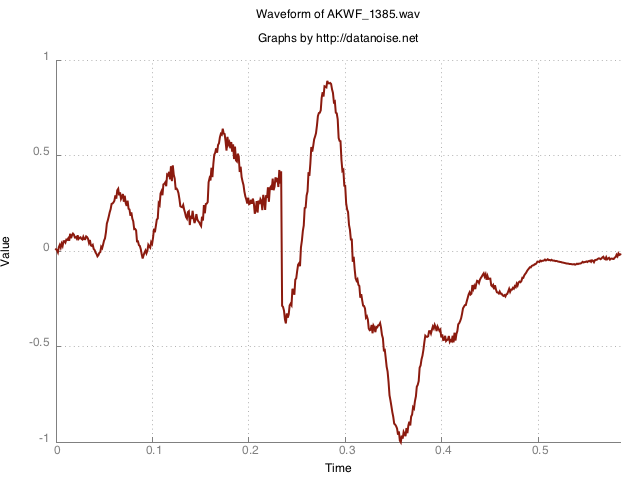 Waveform of AKWF_1385.wav
Graphs by http://datanoise.net
1
0.5
0
-0.5
-1
Value
0 0.1 0.2 0.3 0.4 0.5
Time